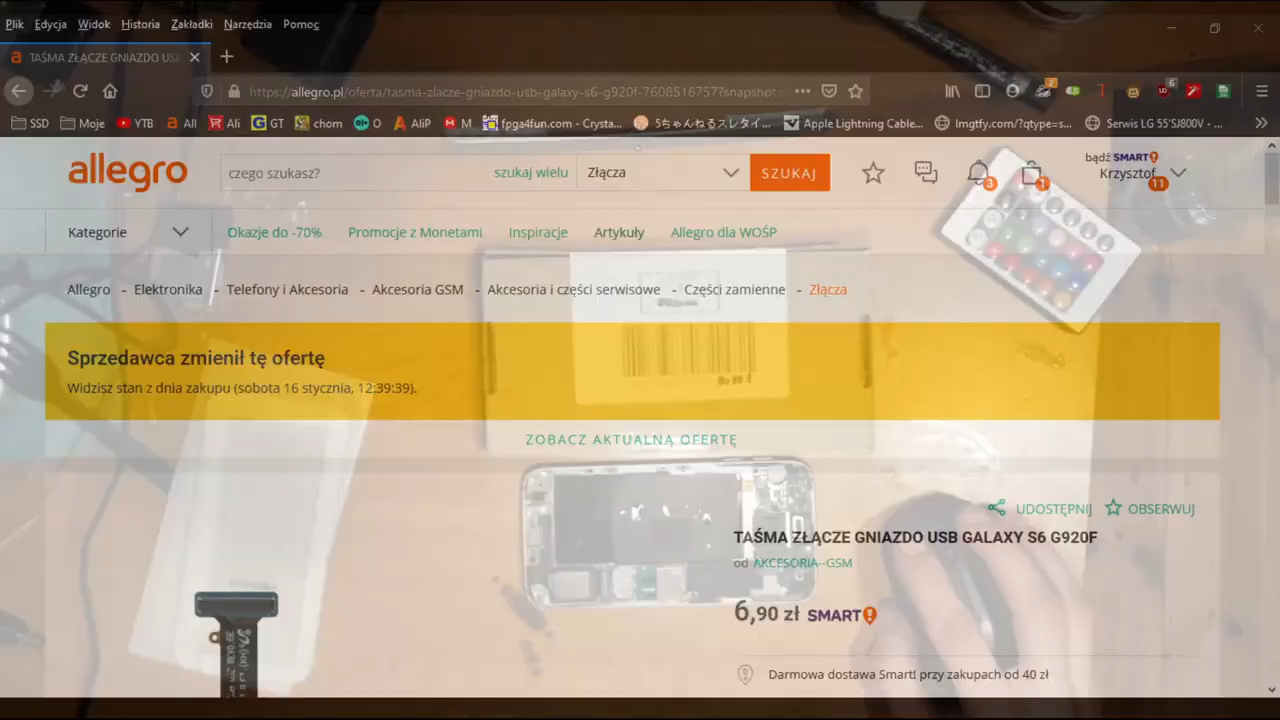 Plik Edycja Widok Historia Zakładki Narzędzia Pomoc
TAŚMA ZŁĄCZE GNIAZDO USB
https://allegro.pl/oferta/tasma-zlacze-gniazdo-usb-galaxy-s6-g920f-7608516757?snapshot
2 6
SSD Moje YTB All Ali GT chom O AliP M fpga4fun.com - Crysta... 5ちゃんねるスレタイ... Apple Lightning Cable... lmgtfy.com/?qtype=s... Serwis LG 55'SJ800V - ...
allegro czego szukasz? szukaj wielu Złącza SZUKAJ 3 1 bądź SMART!
Krzysztof 11
Kategorie Okazje do -70% Promocje z Monetami Inspiracje Artykuły Allegro dla WOŚP
Allegro - Elektronika - Telefony i Akcesoria - Akcesoria GSM - Akcesoria i części serwisowe - Części zamienne - Złącza
Sprzedawca zmienił tę ofertę
Widzisz stan z dnia zakupu (sobota 16 stycznia, 12:39:39).
ZOBACZ AKTUALNĄ OFERTĘ
UDOSTĘPNIJ OBSERWUJ
TAŚMA ZŁĄCZE GNIAZDO USB GALAXY S6 G920F
od AKCESORIA--GSM
6,90 zł SMART!
Darmowa dostawa Smart! przy zakupach od 40 zł